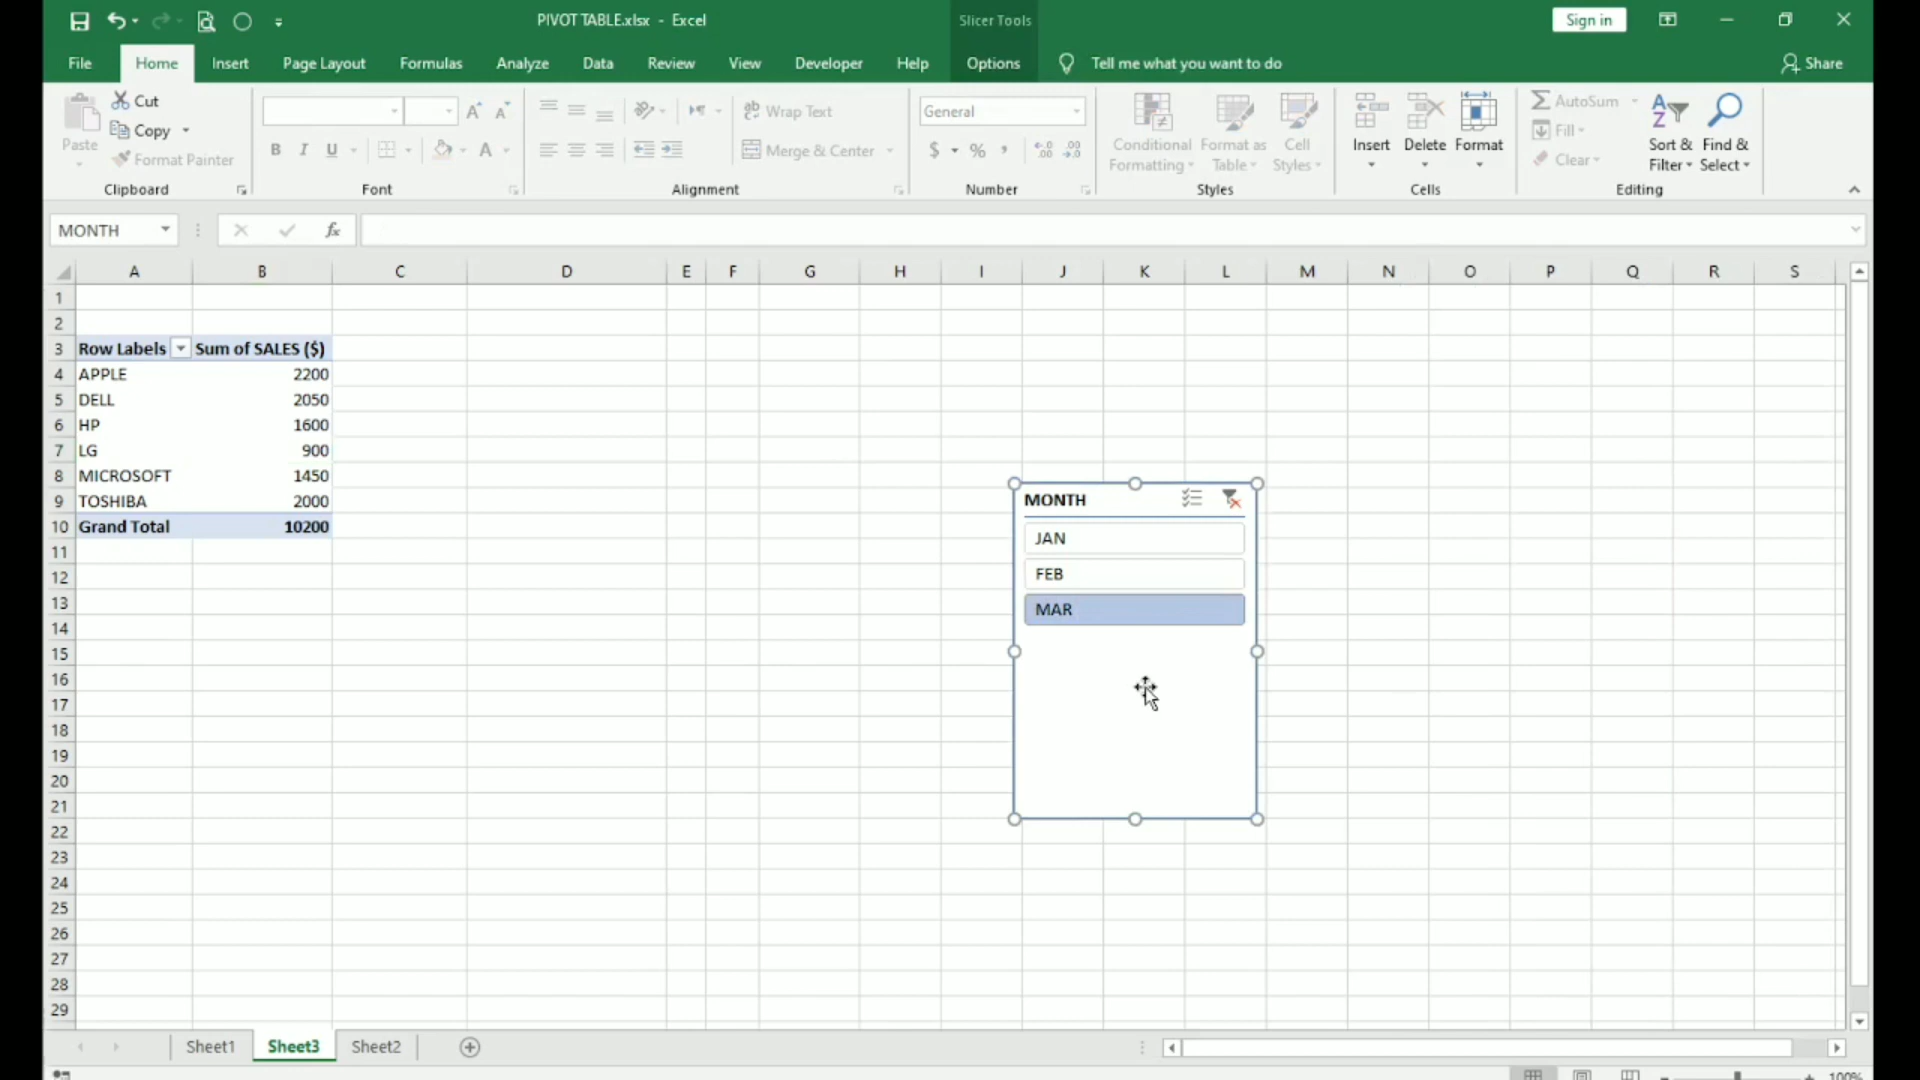 PIVOT TABLE.xlsx - Excel
Slicer Tools
Sign in
File Home Insert Page Layout Formulas Analyze Data Review View Developer Help Options Tell me what you want to do Share
Paste
Cut
Copy
Format Painter
Clipboard
B I U A
Font
Wrap Text
Merge & Center
Alignment
General
$ % ,
Number
Conditional Formatting
Format as Table
Cell Styles
Styles
Insert
Delete
Format
Cells
AutoSum
Fill
Clear
Sort & Filter
Find & Select
Editing
MONTH fx
A B C D E F G H I J K L M N O P Q R S
1
2
3 Row Labels Sum of SALES ($)
4 APPLE 2200
5 DELL 2050
6 HP 1600
7 LG 900
8 MICROSOFT 1450
9 TOSHIBA 2000
10 Grand Total 10200
11
12
13
14
15
16
17
18
19
20
21
22
23
24
25
26
27
28
29
MONTH
JAN
FEB
MAR
Sheet1 Sheet3 Sheet2
100%